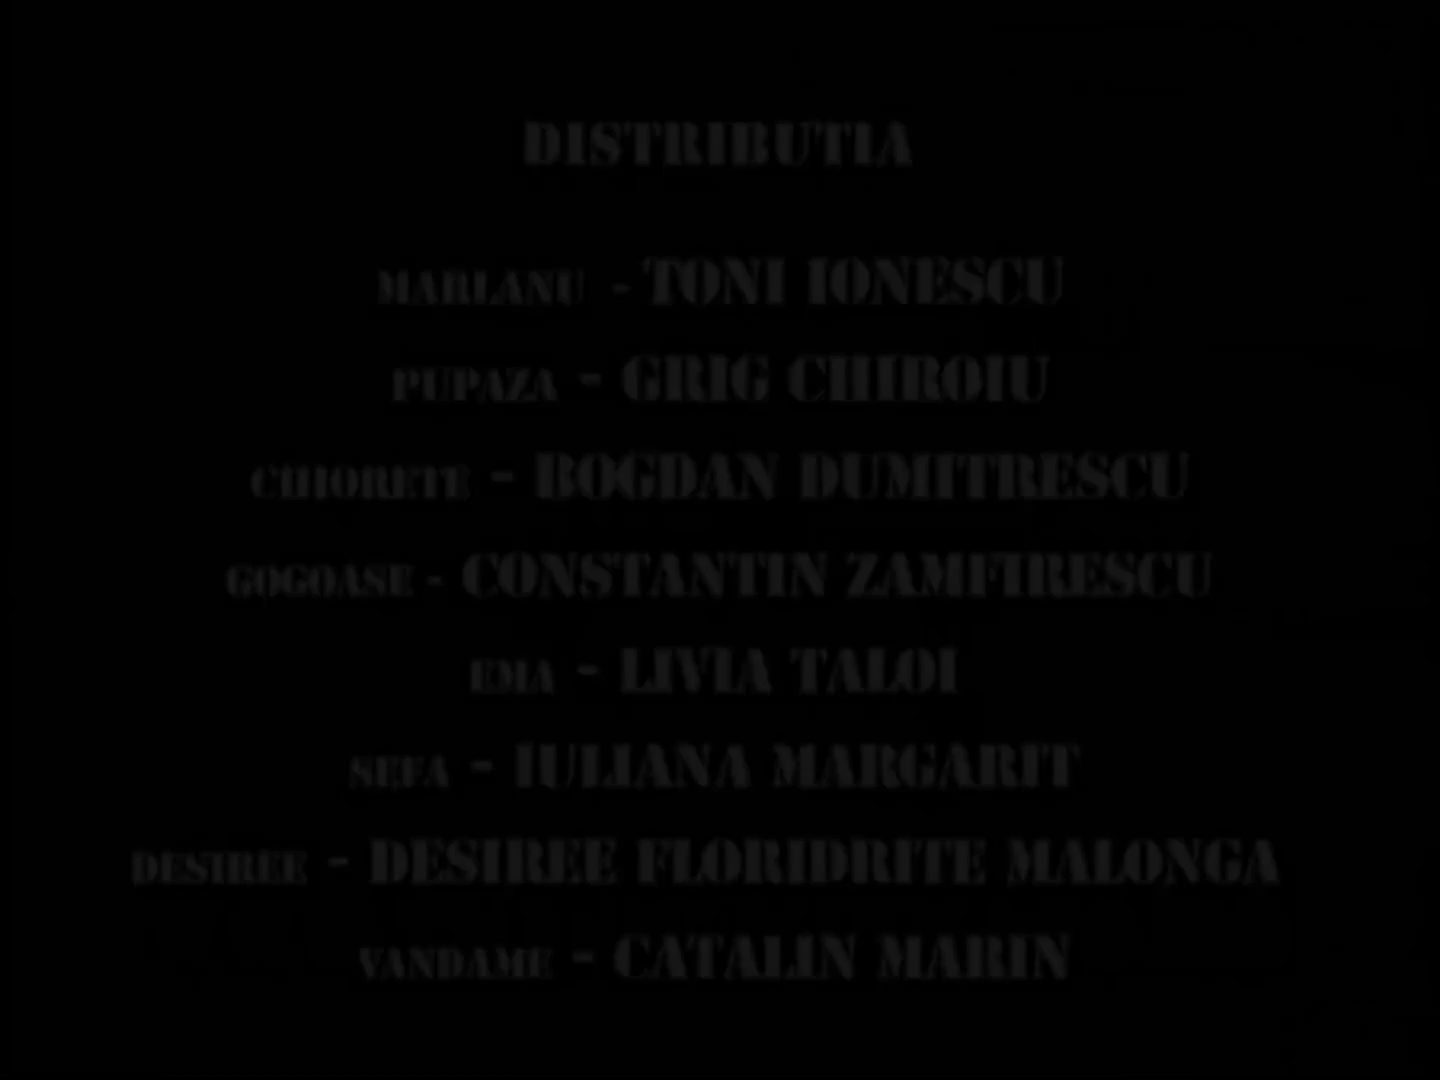 DISTRIBUTIA
MARIANU - TONI IONESCU
PUPAZA - GRIG CHIROIU
CHIORETE - BOGDAN DUMITRESCU
GOGOASE - CONSTANTIN ZAMFIRESCU
EMA - LIVIA TALOI
SEFA - IULIANA MARGARIT
DESIREE - DESIREE FLORIDRITE MALONGA
VANDAME - CATALIN MARIN